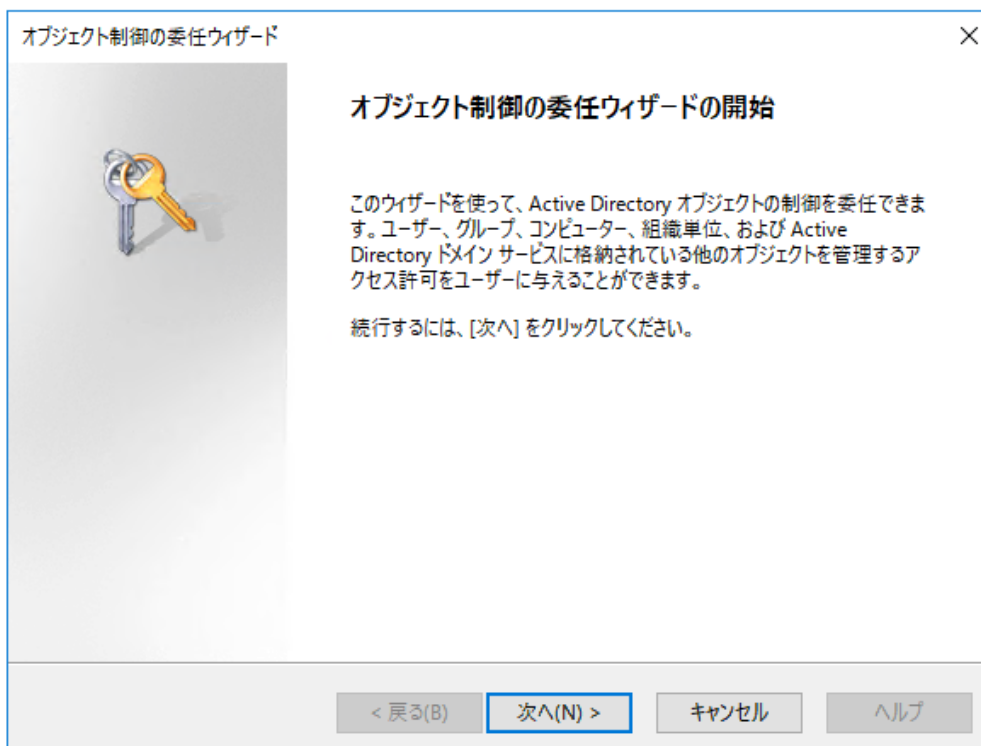 オブジェクト制御の委任ウィザード
オブジェクト制御の委任ウィザードの開始
このウィザードを使って、Active Directory オブジェクトの制御を委任できま
す。ユーザー、グループ、コンピューター、組織単位、および Active
Directory ドメイン サービスに格納されている他のオブジェクトを管理するア
クセス許可をユーザーに与えることができます。
続行するには、[次へ] をクリックしてください。
< 戻る(B)
次へ(N) >
キャンセル
ヘルプ